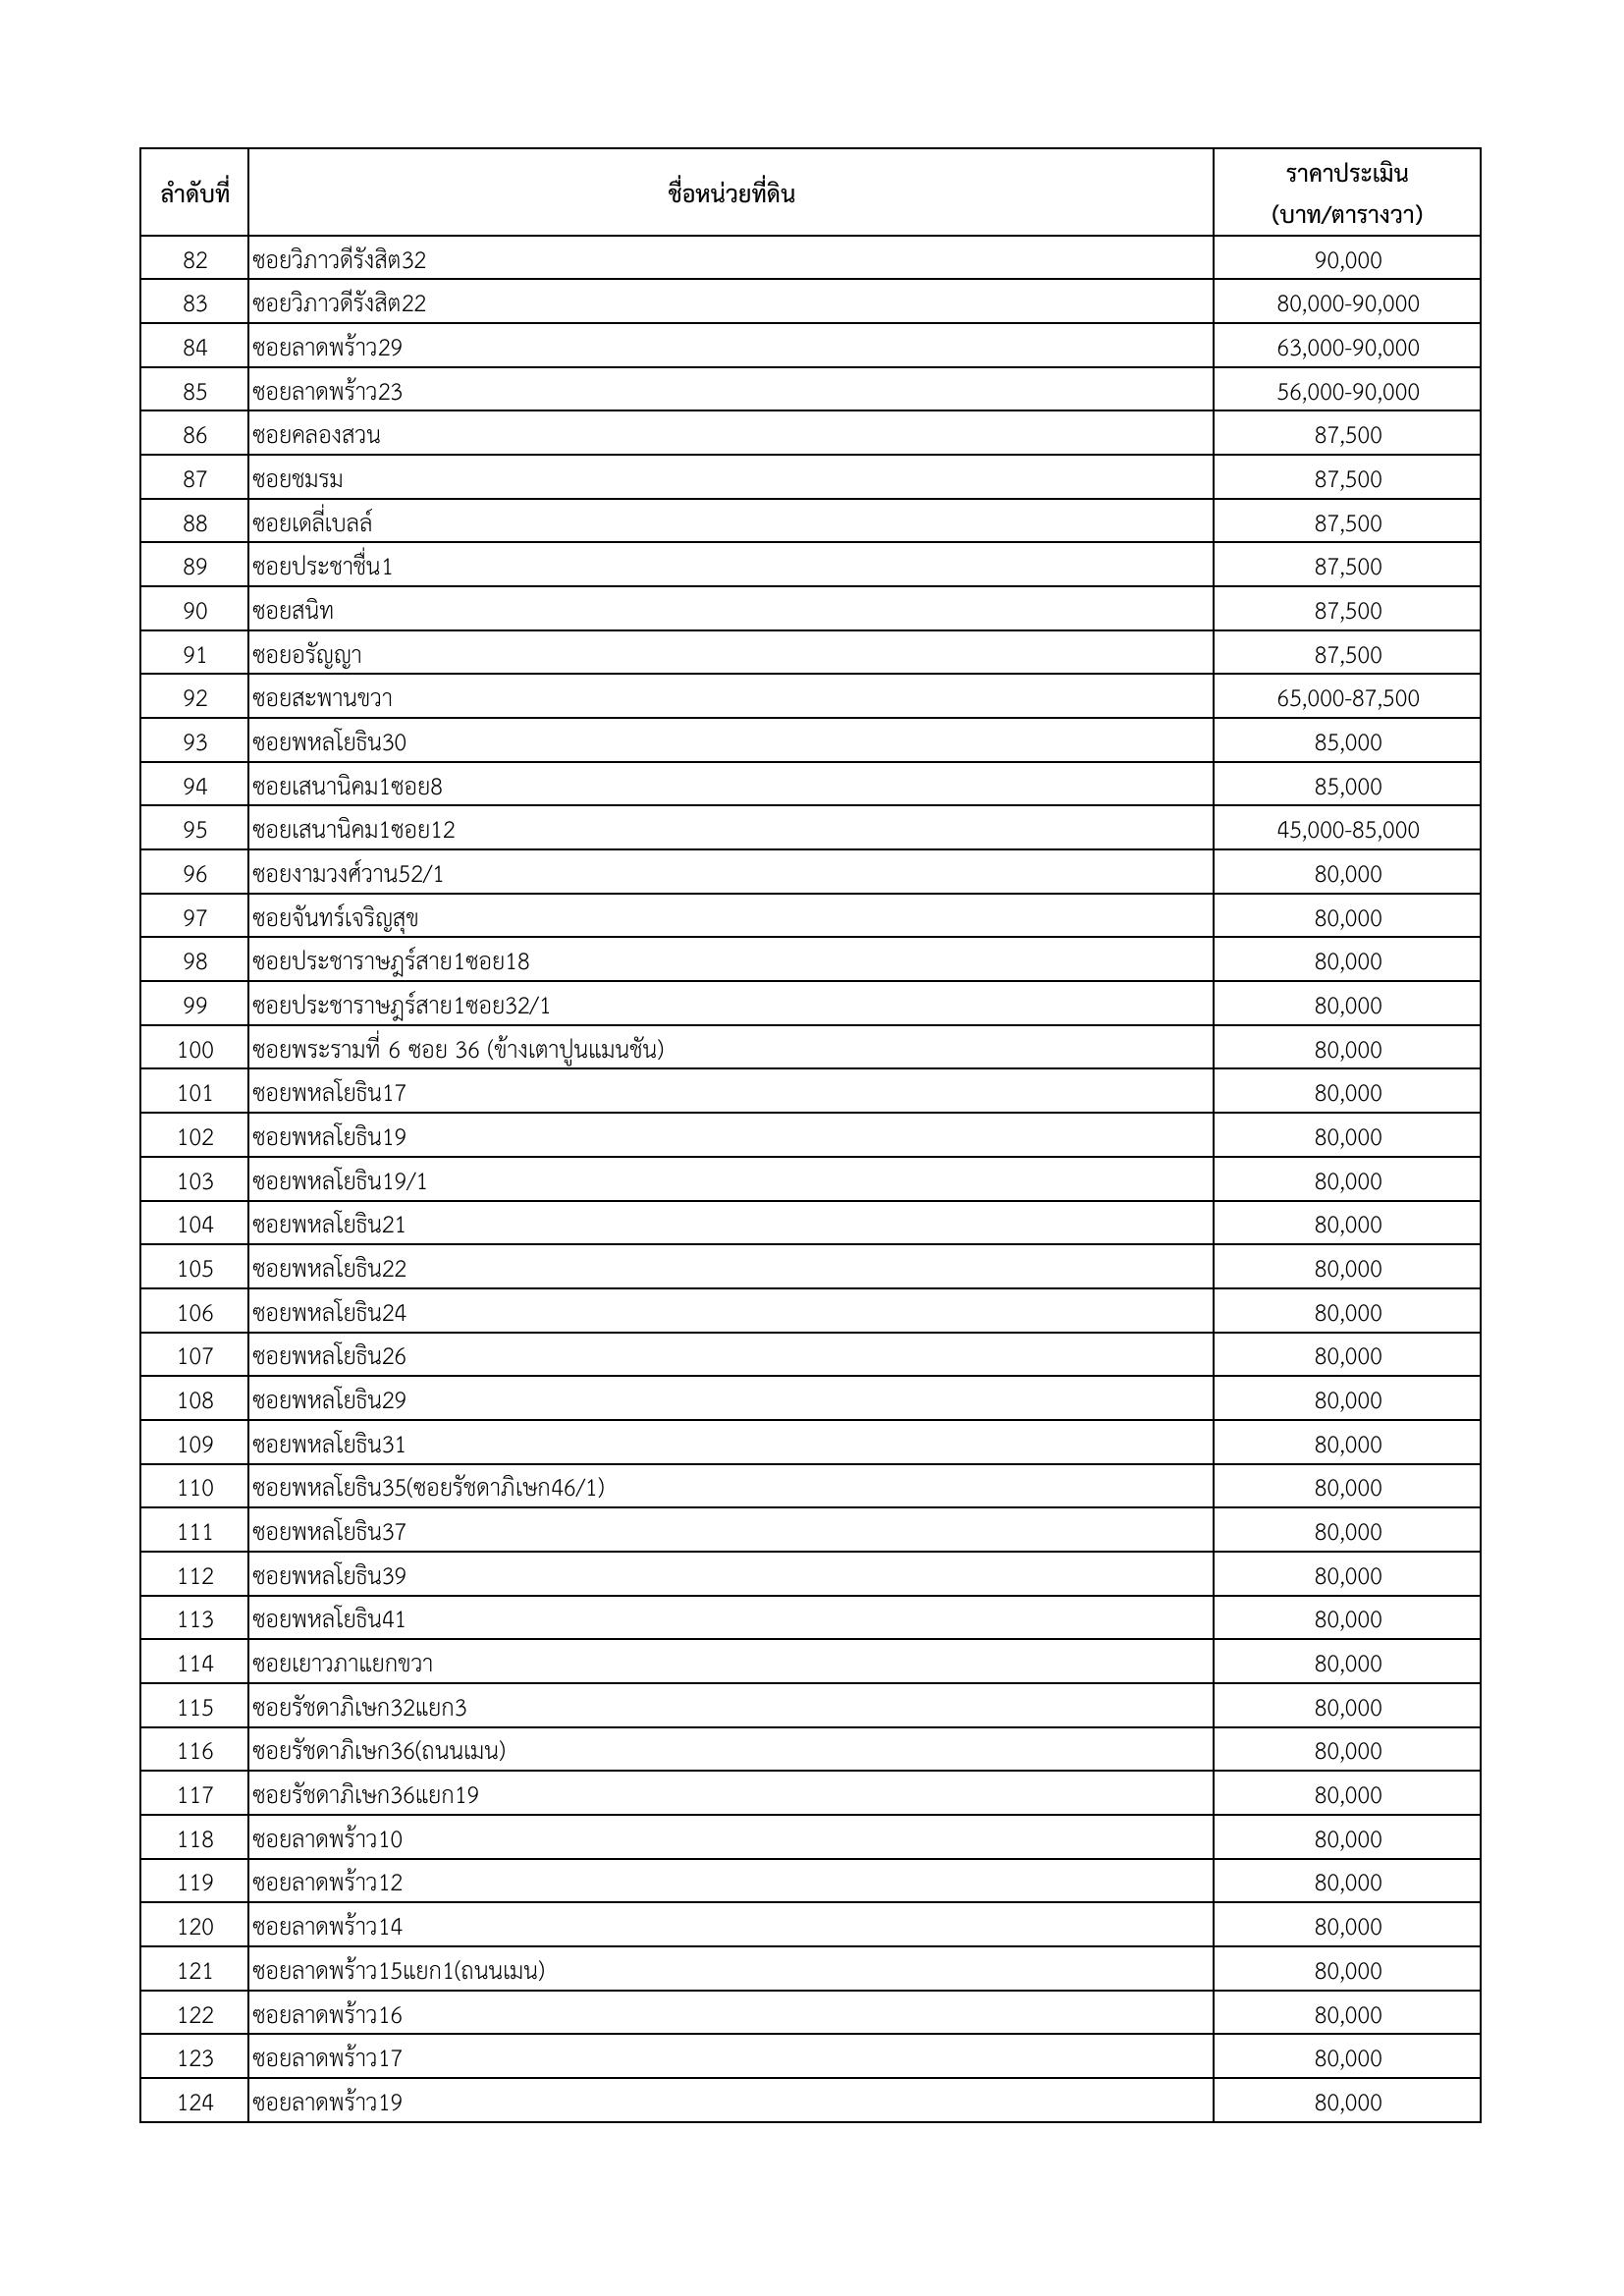 ลำดับที่ ชื่อหน่วยที่ดิน ราคาประเมิน
(บาท/ตารางวา)
82 ซอยวิภาวดีรังสิต32 90,000
83 ซอยวิภาวดีรังสิต22 80,000-90,000
84 ซอยลาดพร้าว29 63,000-90,000
85 ซอยลาดพร้าว23 56,000-90,000
86 ซอยคลองสวน 87,500
87 ซอยชมรม 87,500
88 ซอยเดลี่เบลล์ 87,500
89 ซอยประชาชื่น1 87,500
90 ซอยสนิท 87,500
91 ซอยอรัญญา 87,500
92 ซอยสะพานขวา 65,000-87,500
93 ซอยพหลโยธิน30 85,000
94 ซอยเสนานิคม1ซอย8 85,000
95 ซอยเสนานิคม1ซอย12 45,000-85,000
96 ซอยงามวงศ์วาน52/1 80,000
97 ซอยจันทร์เจริญสุข 80,000
98 ซอยประชาราษฎร์สาย1ซอย18 80,000
99 ซอยประชาราษฎร์สาย1ซอย32/1 80,000
100 ซอยพระรามที่ 6 ซอย 36 (ข้างเตาปูนแมนชัน) 80,000
101 ซอยพหลโยธิน17 80,000
102 ซอยพหลโยธิน19 80,000
103 ซอยพหลโยธิน19/1 80,000
104 ซอยพหลโยธิน21 80,000
105 ซอยพหลโยธิน22 80,000
106 ซอยพหลโยธิน24 80,000
107 ซอยพหลโยธิน26 80,000
108 ซอยพหลโยธิน29 80,000
109 ซอยพหลโยธิน31 80,000
110 ซอยพหลโยธิน35(ซอยรัชดาภิเษก46/1) 80,000
111 ซอยพหลโยธิน37 80,000
112 ซอยพหลโยธิน39 80,000
113 ซอยพหลโยธิน41 80,000
114 ซอยเยาวภาแยกขวา 80,000
115 ซอยรัชดาภิเษก32แยก3 80,000
116 ซอยรัชดาภิเษก36(ถนนเมน) 80,000
117 ซอยรัชดาภิเษก36แยก19 80,000
118 ซอยลาดพร้าว10 80,000
119 ซอยลาดพร้าว12 80,000
120 ซอยลาดพร้าว14 80,000
121 ซอยลาดพร้าว15แยก1(ถนนเมน) 80,000
122 ซอยลาดพร้าว16 80,000
123 ซอยลาดพร้าว17 80,000
124 ซอยลาดพร้าว19 80,000